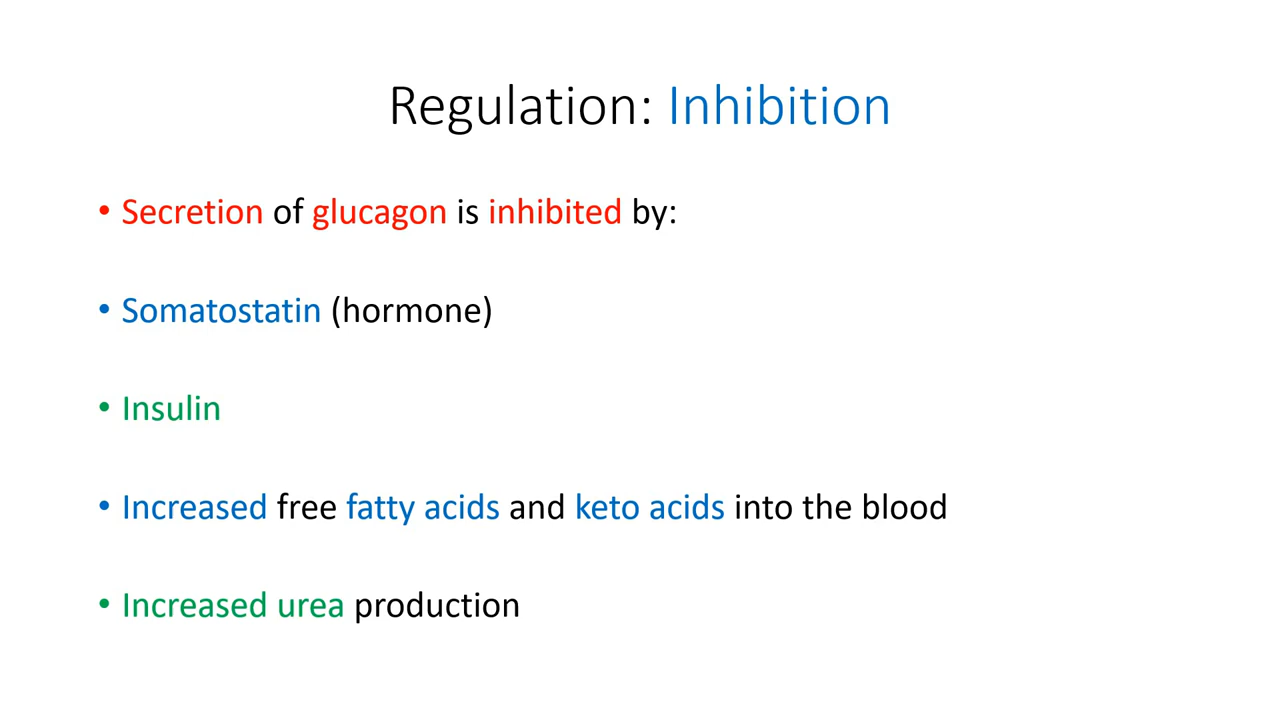 Regulation: Inhibition
• Secretion of glucagon is inhibited by:
• Somatostatin (hormone)
• Insulin
• Increased free fatty acids and keto acids into the blood
• Increased urea production